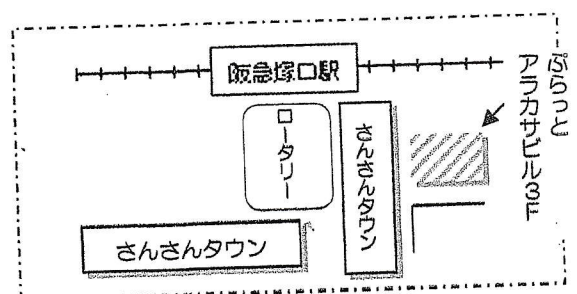 阪急塚口駅
ぷらっと
アラカサビル3F
ロータリー
さんさんタウン
さんさんタウン